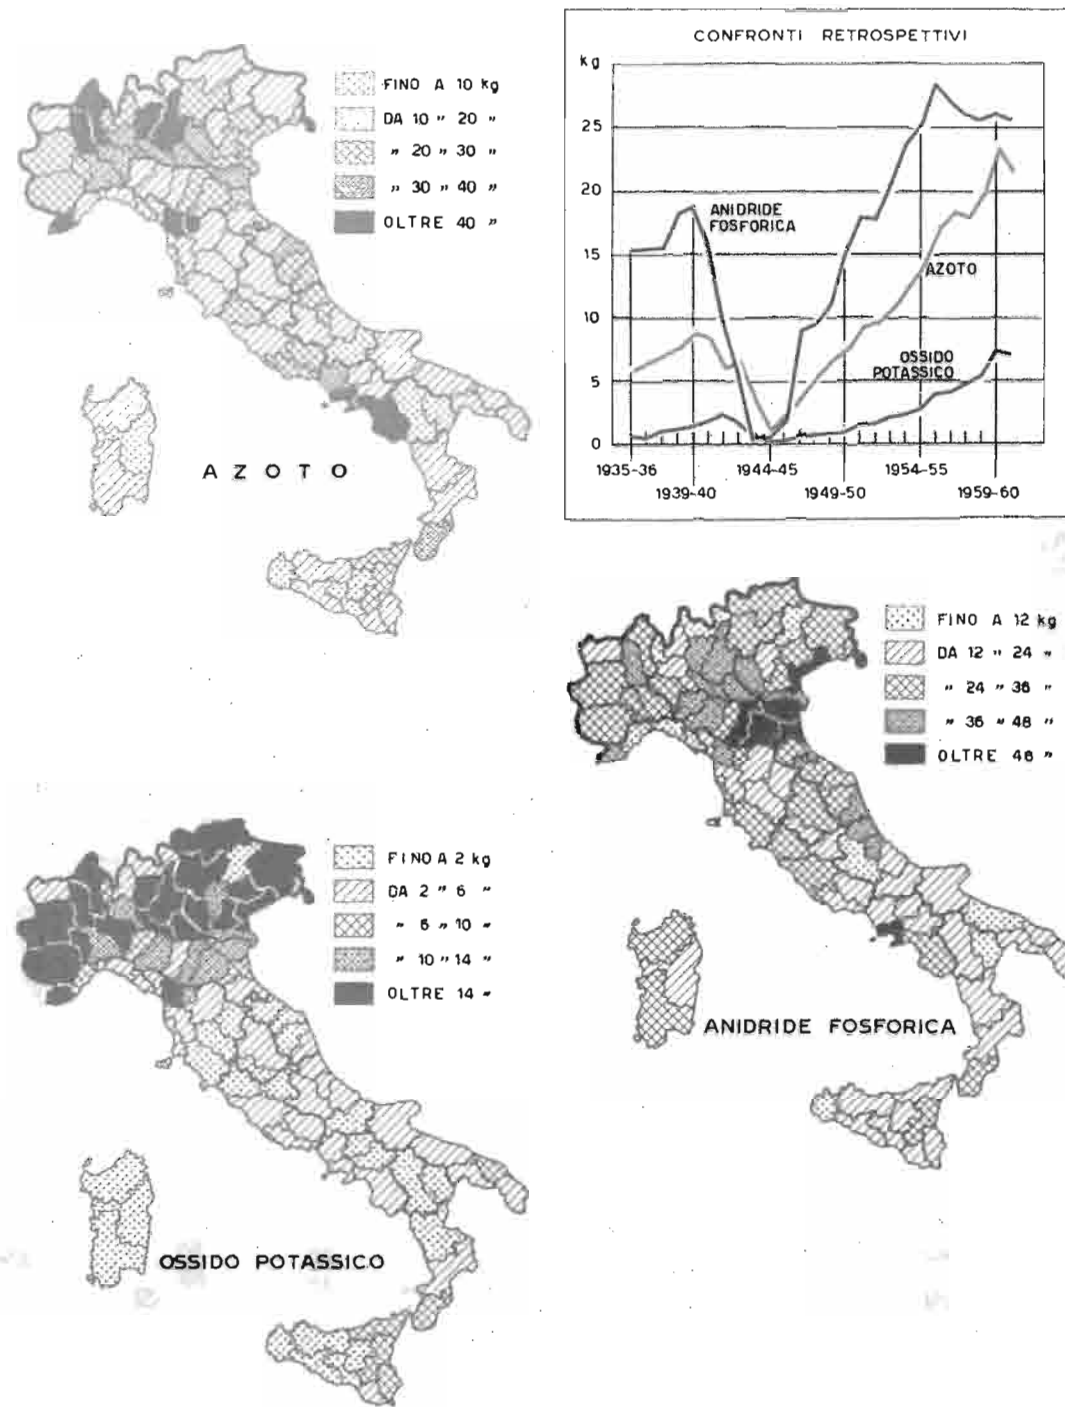 FINO A 10 kg
DA 10 " 20 "
" 20 " 30 "
" 30 " 40 "
OLTRE 40 "
AZOTO
CONFRONTI RETROSPETTIVI
kg
25
20
15
10
5
0
ANIDRIDE
FOSFORICA
AZOTO
OSSIDO
POTASSICO
1935-36
1944-45
1954-55
1939-40
1949-50
1959-60
FINO A 12 kg
DA 12 " 24 "
" 24 " 36 "
" 36 " 48 "
OLTRE 48 "
ANIDRIDE FOSFORICA
FINO A 2 kg
DA 2 " 6 "
" 6 " 10 "
" 10 " 14 "
OLTRE 14 "
OSSIDO POTASSICO